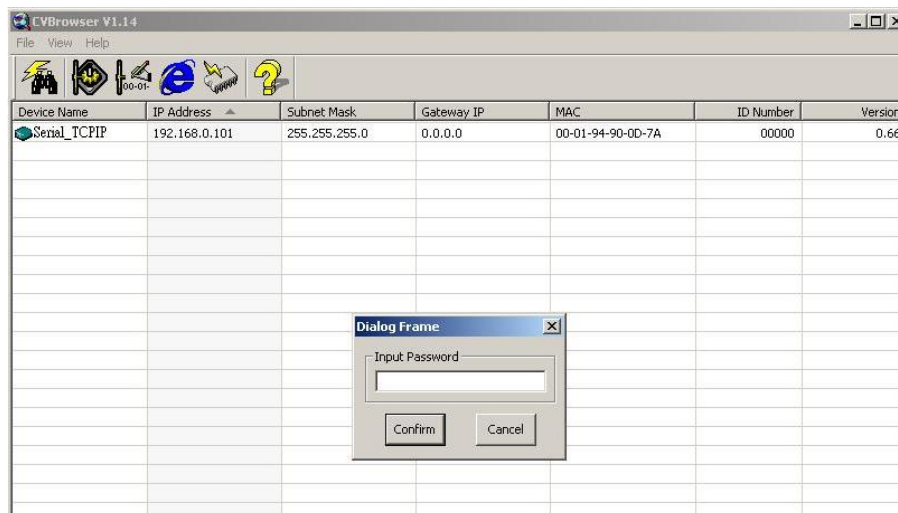 CVBrowser V1.14
File View Help
00-01-
Device Name IP Address Subnet Mask Gateway IP MAC ID Number Version
Serial_TCPIP 192.168.0.101 255.255.255.0 0.0.0.0 00-01-94-90-0D-7A 00000 0.66
Dialog Frame
Input Password
Confirm Cancel